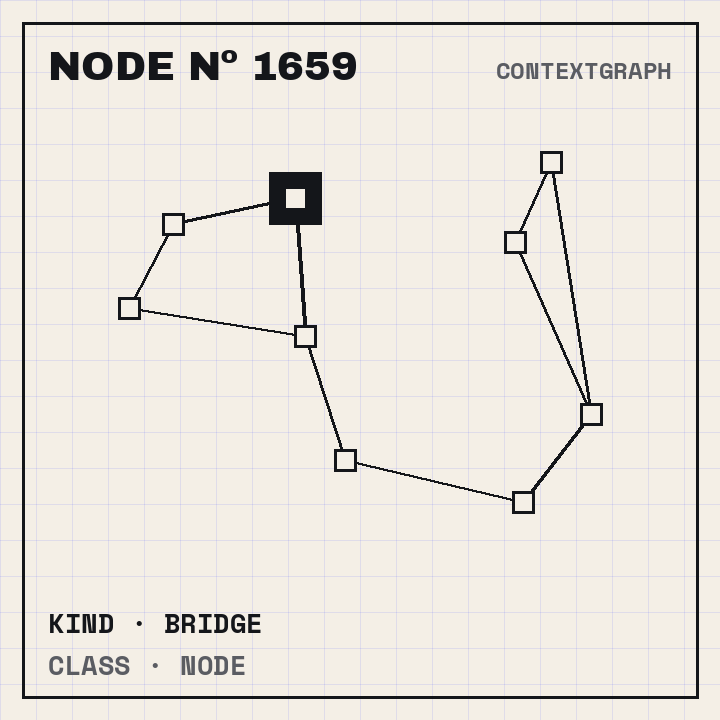 NODE Nº 1659
CONTEXTGRAPH
KIND · BRIDGE
CLASS · NODE